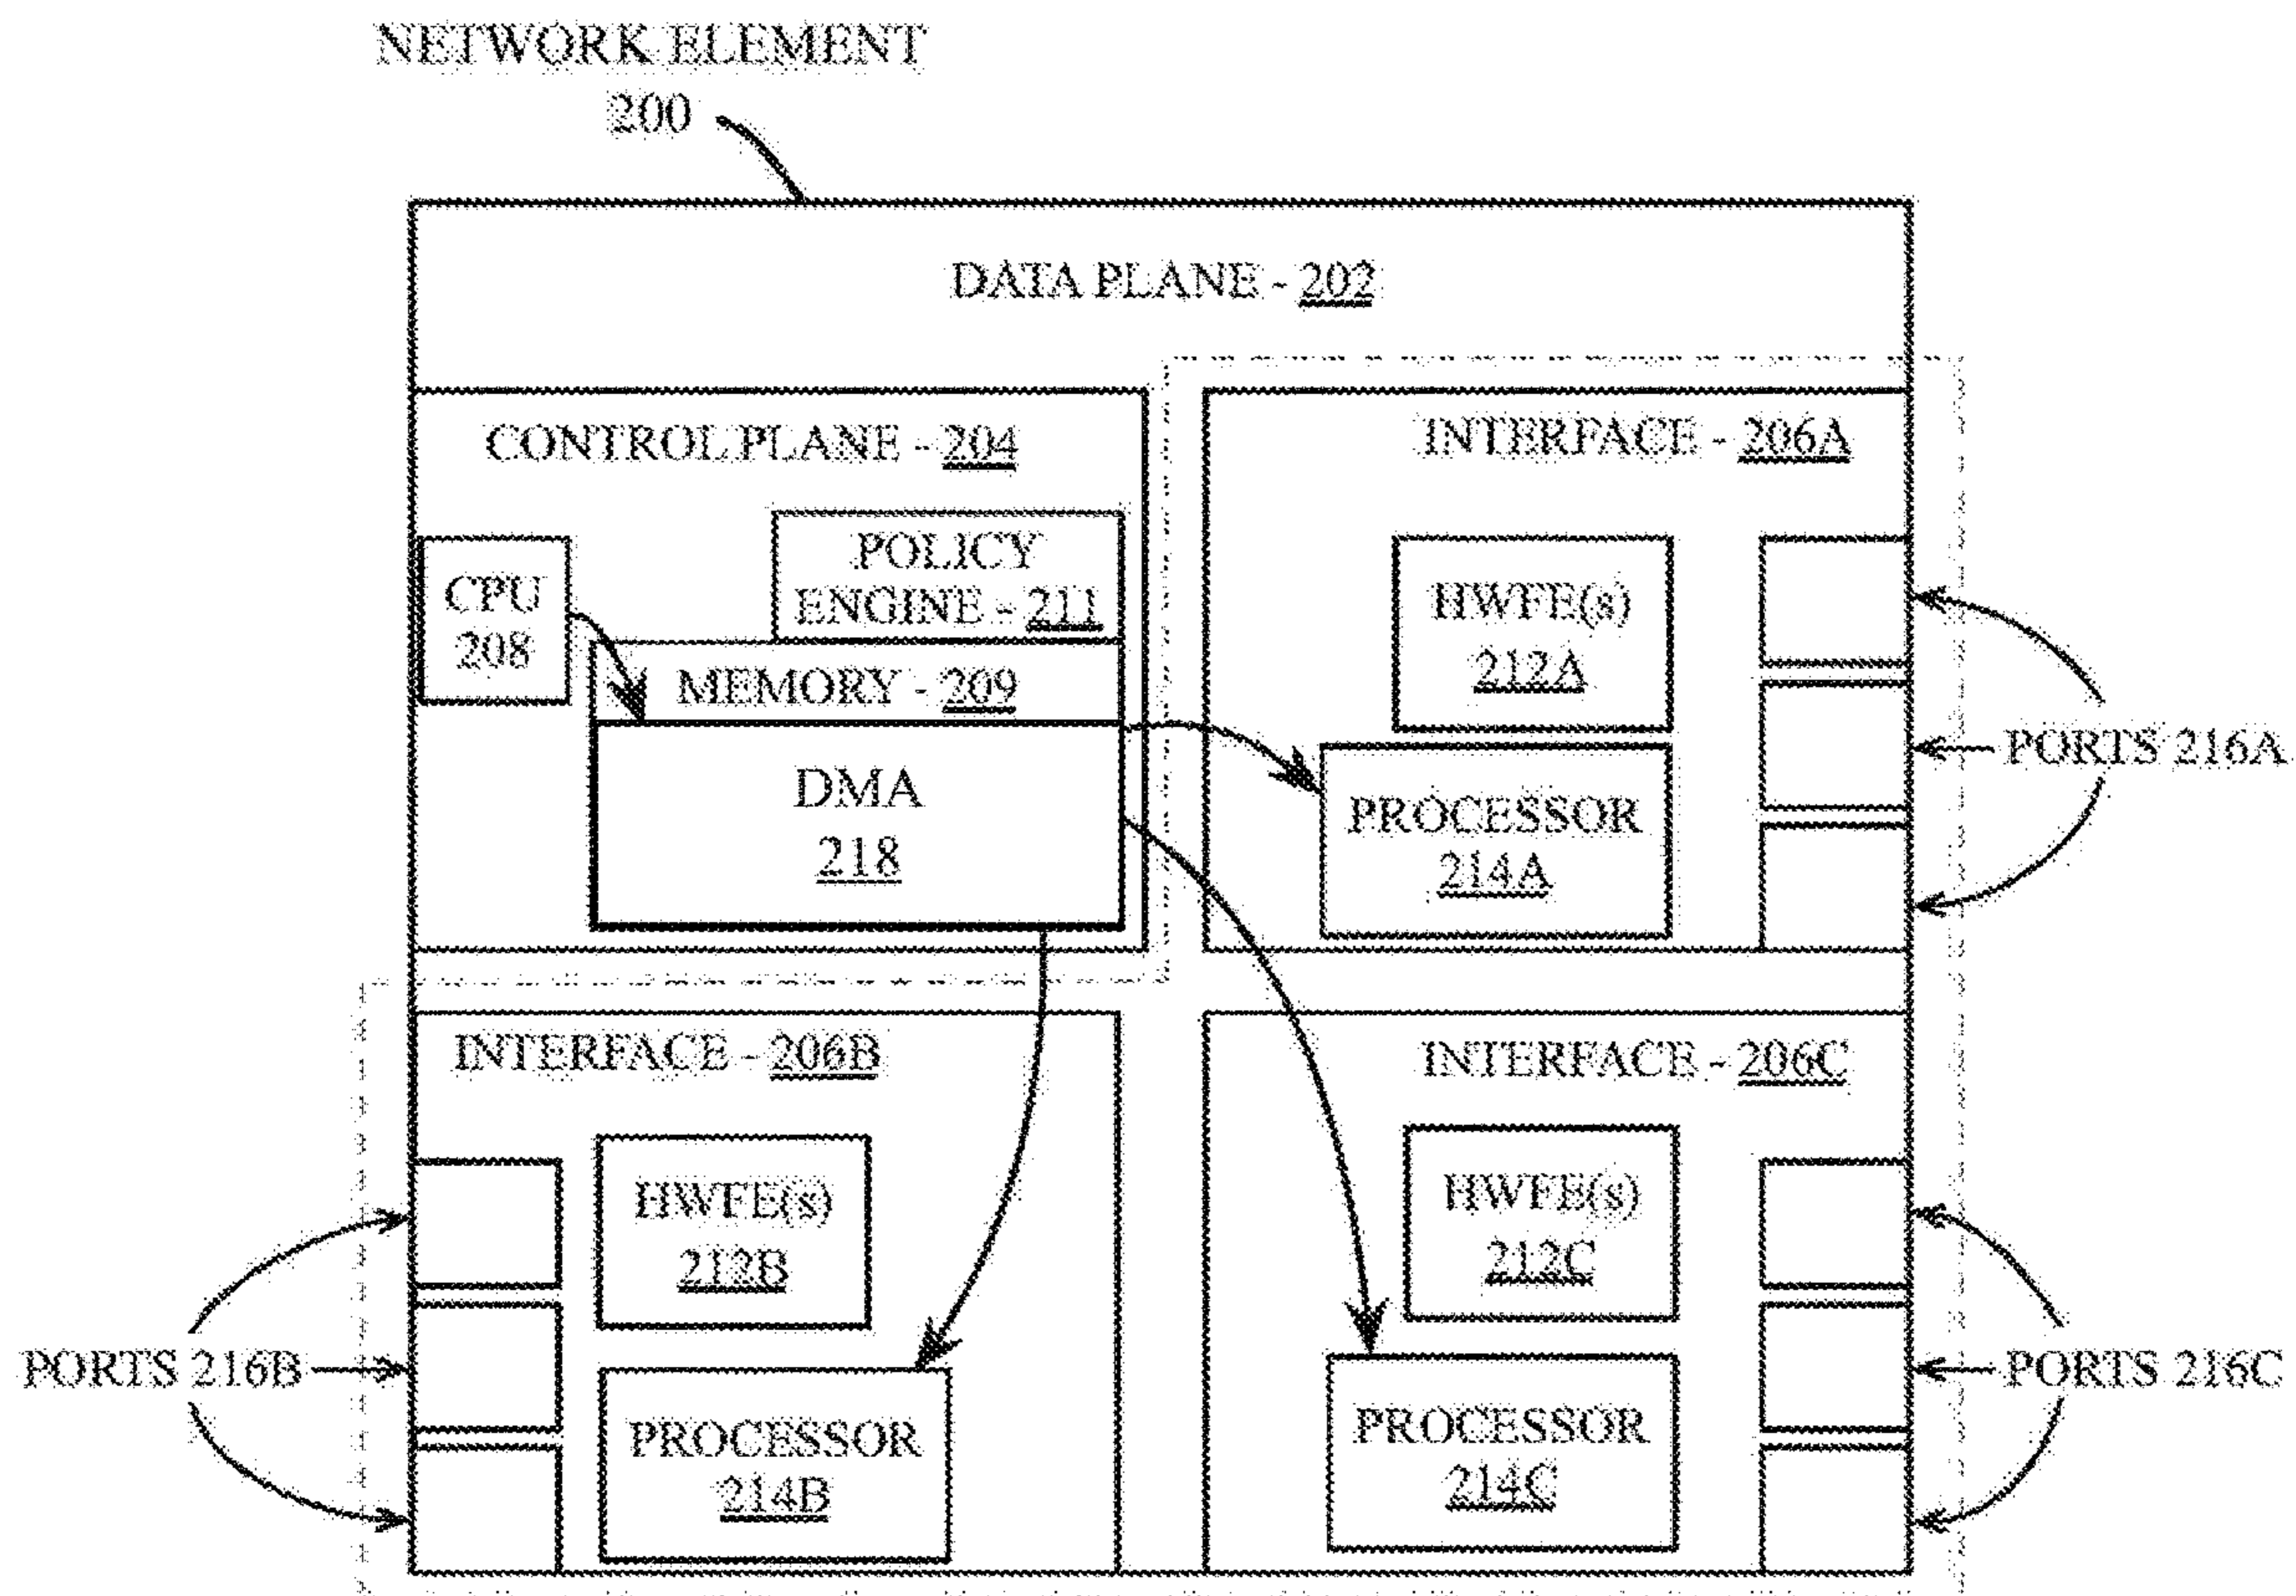 NETWORK ELEMENT
200
DATA PLANE - 202
CONTROL PLANE - 204
INTERFACE - 206A
POLICY
ENGINE - 211
CPU
208
HWFE(s)
212A
MEMORY - 209
PORTS 216A
DMA
218
PROCESSOR
214A
INTERFACE - 206B
INTERFACE - 206C
HWFE(s)
212B
HWFE(s)
212C
PORTS 216B
PORTS 216C
PROCESSOR
214B
PROCESSOR
214C